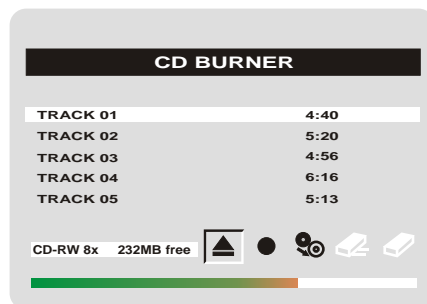 CD BURNER
TRACK 01 4:40
TRACK 02 5:20
TRACK 03 4:56
TRACK 04 6:16
TRACK 05 5:13
CD-RW 8x 232MB free